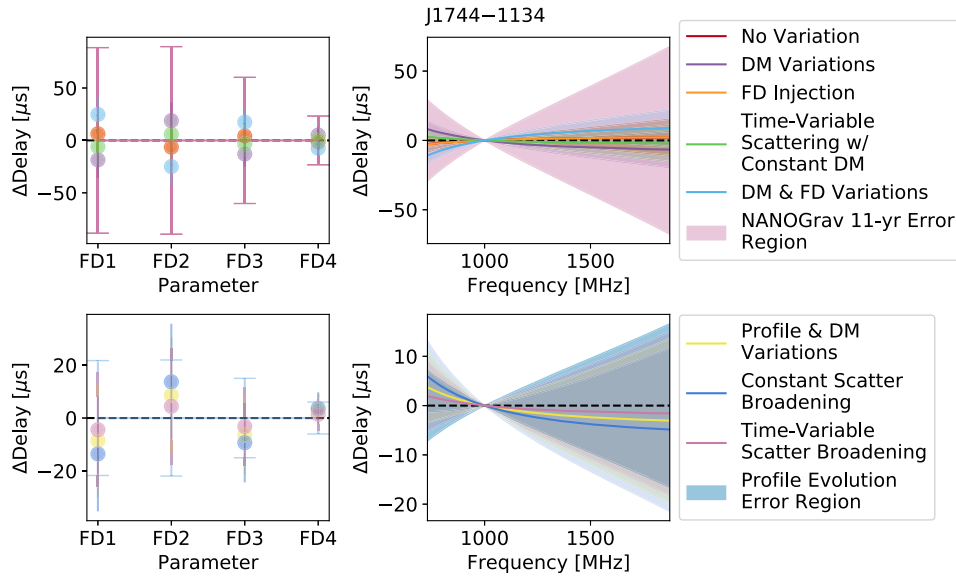 J1744−1134
ΔDelay [μs]
50
0
−50
FD1 FD2 FD3 FD4
Parameter
ΔDelay [μs]
50
0
−50
1000 1500
Frequency [MHz]
No Variation
DM Variations
FD Injection
Time-Variable
Scattering w/
Constant DM
DM & FD Variations
NANOGrav 11-yr Error
Region
ΔDelay [μs]
20
0
−20
FD1 FD2 FD3 FD4
Parameter
ΔDelay [μs]
10
0
−10
−20
1000 1500
Frequency [MHz]
Profile & DM
Variations
Constant Scatter
Broadening
Time-Variable
Scatter Broadening
Profile Evolution
Error Region